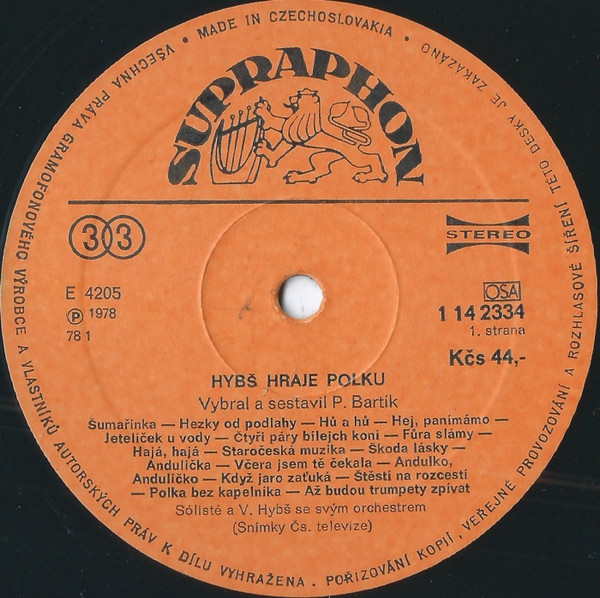 • MADE IN CZECHOSLOVAKIA •
VŠECHNA PRÁVA GRAMOFONOVÉHO VÝROBCE A VLASTNÍKŮ AUTORSKÝCH PRÁV K DÍLU VYHRAŽENA. POŘIZOVÁNÍ KOPIÍ, VEŘEJNÉ PROVOZOVÁNÍ A ROZHLASOVÉ ŠÍŘENÍ TÉTO DESKY JE ZAKÁZÁNO
SUPRAPHON
33
STEREO
E 4205
℗ 1978
78 1
OSA
1 14 2334
1. strana
Kčs 44,-
HYBŠ HRAJE POLKU
Vybral a sestavil P. Bartík
Šumařinka — Hezky od podlahy — Hů a hů — Hej, panímámo —
Jetelíček u vody — Čtyři páry bílejch koní — Fůra slámy —
Hajá, hajá — Staročeská muzika — Škoda lásky —
Andulička — Včera jsem tě čekala — Andulko,
Anduličko — Když jaro zaťuká — Štěstí na rozcestí
— Polka bez kapelníka — Až budou trumpety zpívat
Sólisté a V. Hybš se svým orchestrem
(Snímky Čs. televize)